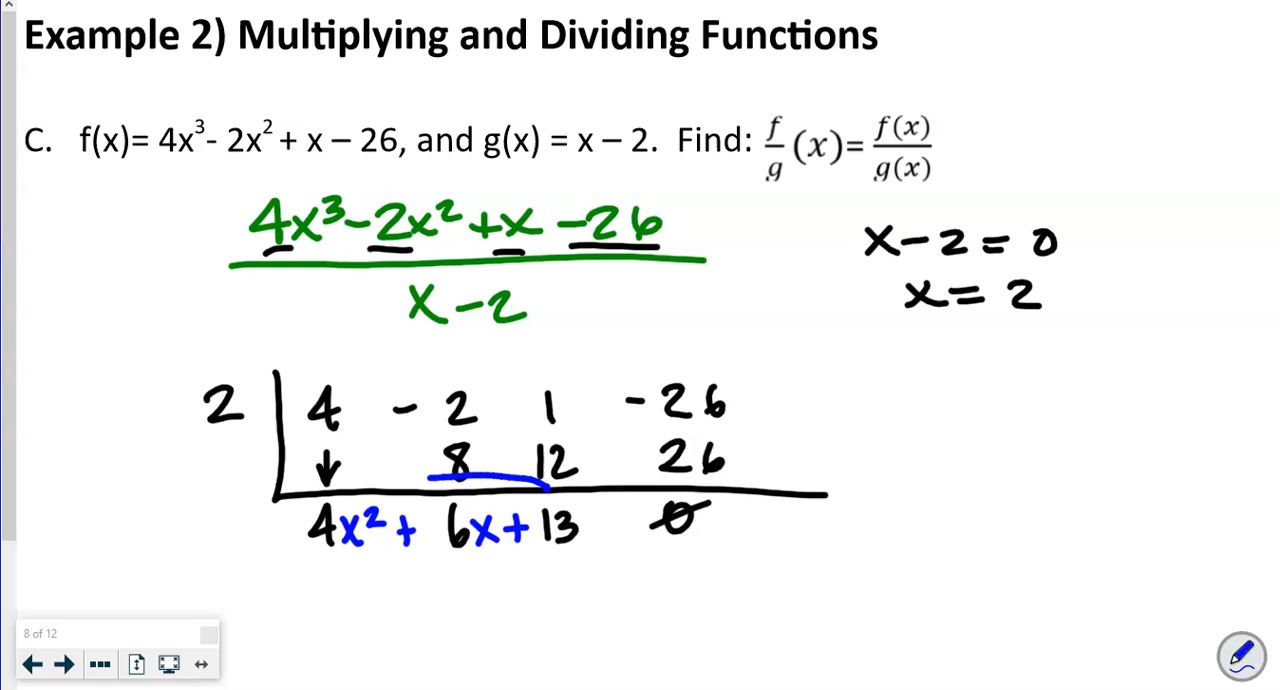 Example 2) Multiplying and Dividing Functions
C. f(x)= 4x³- 2x² + x – 26, and g(x) = x – 2. Find: f/g (x)= f(x)/g(x)
4x³-2x²+x-26
x-2
x-2=0
x=2
2 4 -2 1 -26
↓ 8 12 26
4x²+ 6x+13 0
8 of 12